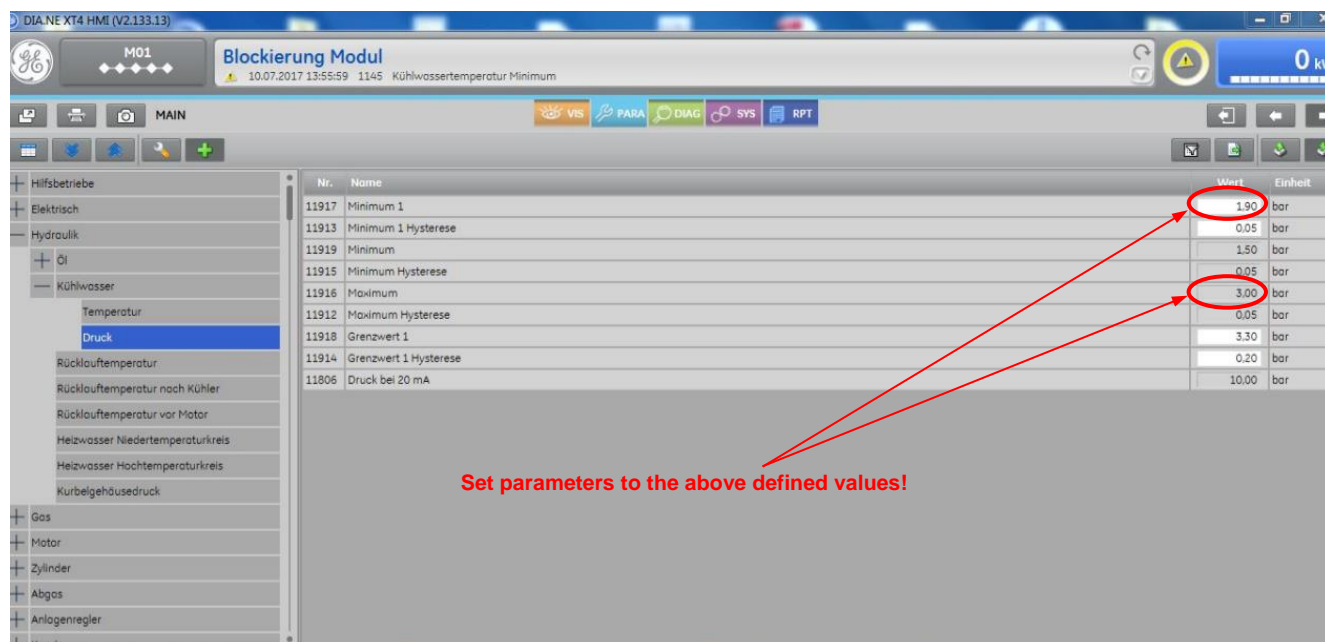 DIA.NE XT4 HMI (V2.133.13)
M01
Blockierung Modul
10.07.2017 13:55:59 1145 Kühlwassertemperatur Minimum
0
MAIN
VIS PARA DIAG SYS RPT
Hilfsbetriebe
Elektrisch
Hydraulik
Öl
Kühlwasser
Temperatur
Druck
Rücklauftemperatur
Rücklauftemperatur nach Kühler
Rücklauftemperatur vor Motor
Heizwasser Niedertemperaturkreis
Heizwasser Hochtemperaturkreis
Kurbelgehäusedruck
Gas
Motor
Zylinder
Abgas
Anlagenregler
Nr. Name Wert Einheit
11917 Minimum 1 1,90 bar
11913 Minimum 1 Hysterese 0,05 bar
11919 Minimum 1,50 bar
11915 Minimum Hysterese 0,05 bar
11916 Maximum 3,00 bar
11912 Maximum Hysterese 0,05 bar
11918 Grenzwert 1 3,30 bar
11914 Grenzwert 1 Hysterese 0,20 bar
11806 Druck bei 20 mA 10,00 bar
Set parameters to the above defined values!